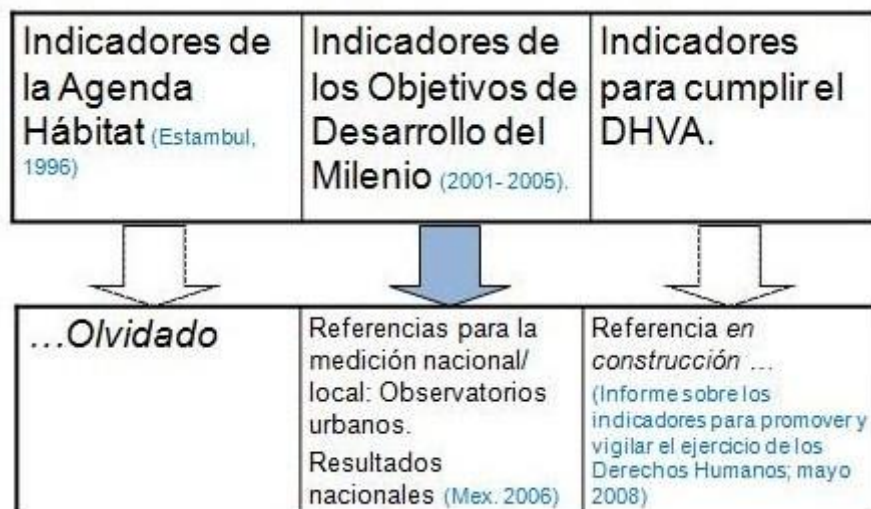 Indicadores de
la Agenda
Hábitat (Estambul,
1996)
Indicadores de
los Objetivos de
Desarrollo del
Milenio (2001- 2005).
Indicadores
para cumplir el
DHVA.
...Olvidado
Referencias para la
medición nacional/
local: Observatorios
urbanos.
Resultados
nacionales (Mex. 2006)
Referencia en
construcción ...
(Informe sobre los
indicadores para promover y
vigilar el ejercicio de los
Derechos Humanos; mayo
2008)